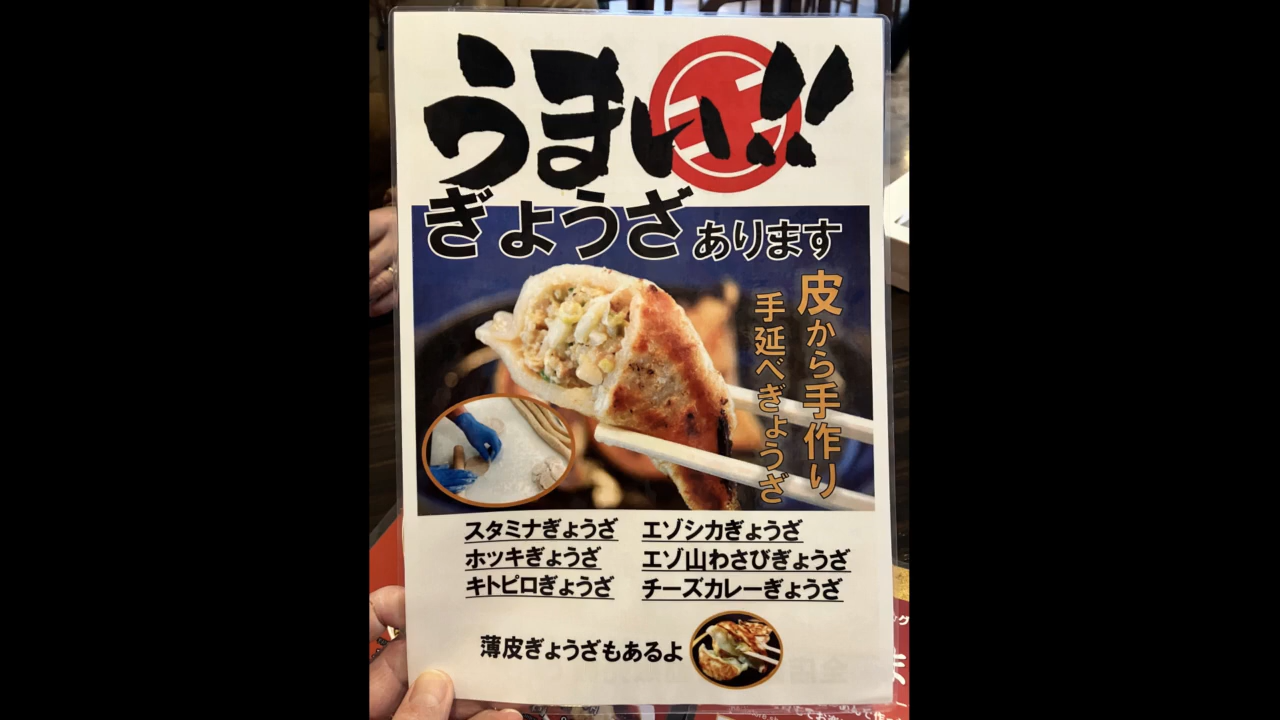 うまい!!
ぎょうざあります
皮から手作り
手延べぎょうざ
スタミナぎょうざ エゾシカぎょうざ
ホッキぎょうざ エゾ山わさびぎょうざ
キトピロぎょうざ チーズカレーぎょうざ
薄皮ぎょうざもあるよ